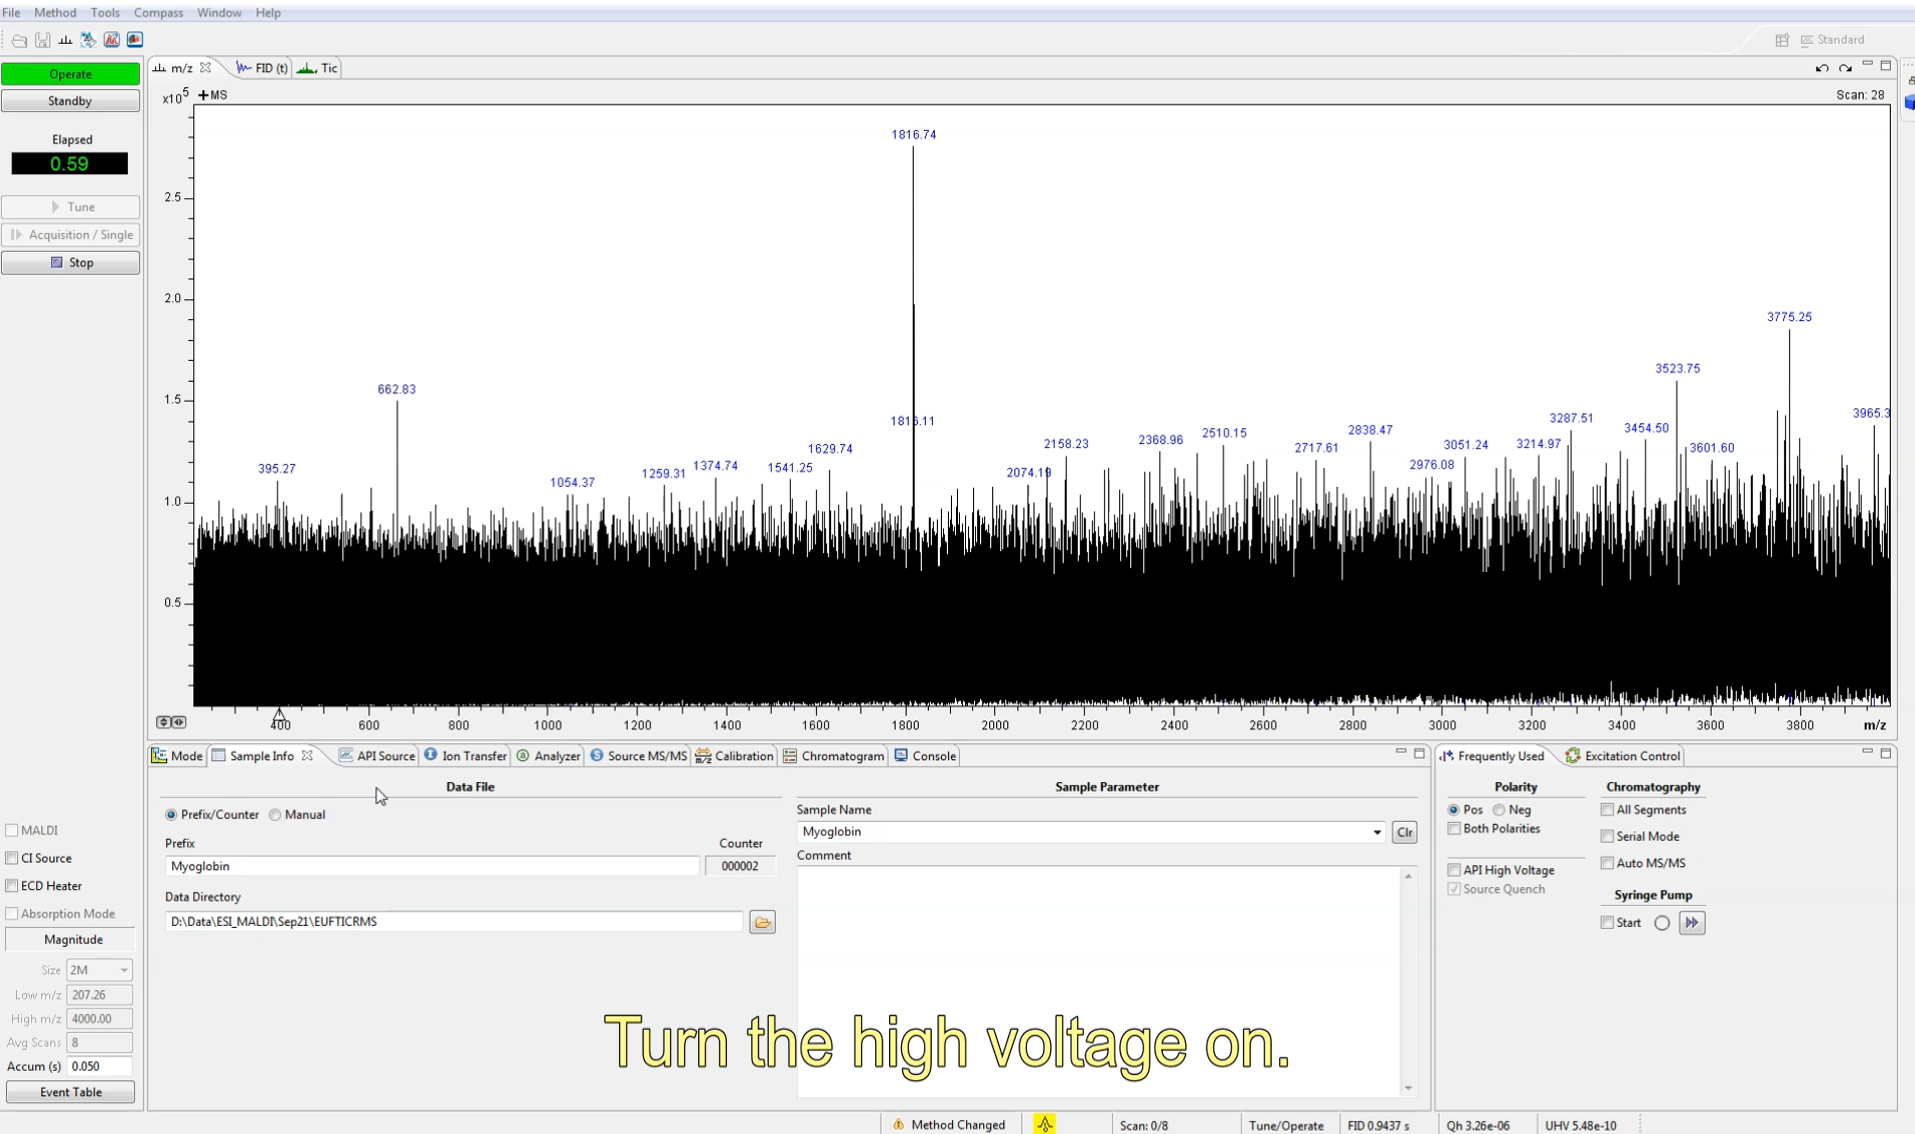 File Method Tools Compass Window Help
Standard
Operate
Standby
Elapsed
0.59
Tune
Acquisition / Single
Stop
m/z FID (t) Tic
x10^5 +MS Scan: 28
2.5
2.0
1.5
1.0
0.5
1816.74
3775.25
3523.75
662.83
3287.51
3965.3
1816.11
3454.50
2838.47
2510.15
2158.23
2368.96
3051.24
3214.97
1629.74
2717.61
3601.60
395.27
1259.31
1374.74
1541.25
2074.19
2976.08
1054.37
400 600 800 1000 1200 1400 1600 1800 2000 2200 2400 2600 2800 3000 3200 3400 3600 3800 m/z
Mode Sample Info API Source Ion Transfer Analyzer Source MS/MS Calibration Chromatogram Console
Data File
Prefix/Counter Manual
Prefix Counter
Myoglobin 000002
Data Directory
D:\Data\ESI_MALDI\Sep21\EUFTICRMS
Sample Parameter
Sample Name
Myoglobin Clr
Comment
Frequently Used Excitation Control
Polarity
Pos Neg
Both Polarities
API High Voltage
Source Quench
Chromatography
All Segments
Serial Mode
Auto MS/MS
Syringe Pump
Start
MALDI
CI Source
ECD Heater
Absorption Mode
Magnitude
Size 2M
Low m/z 207.26
High m/z 4000.00
Avg Scans 8
Accum (s) 0.050
Event Table
Turn the high voltage on.
Method Changed Scan: 0/8 Tune/Operate FID 0.9437 s Qh 3.26e-06 UHV 5.48e-10